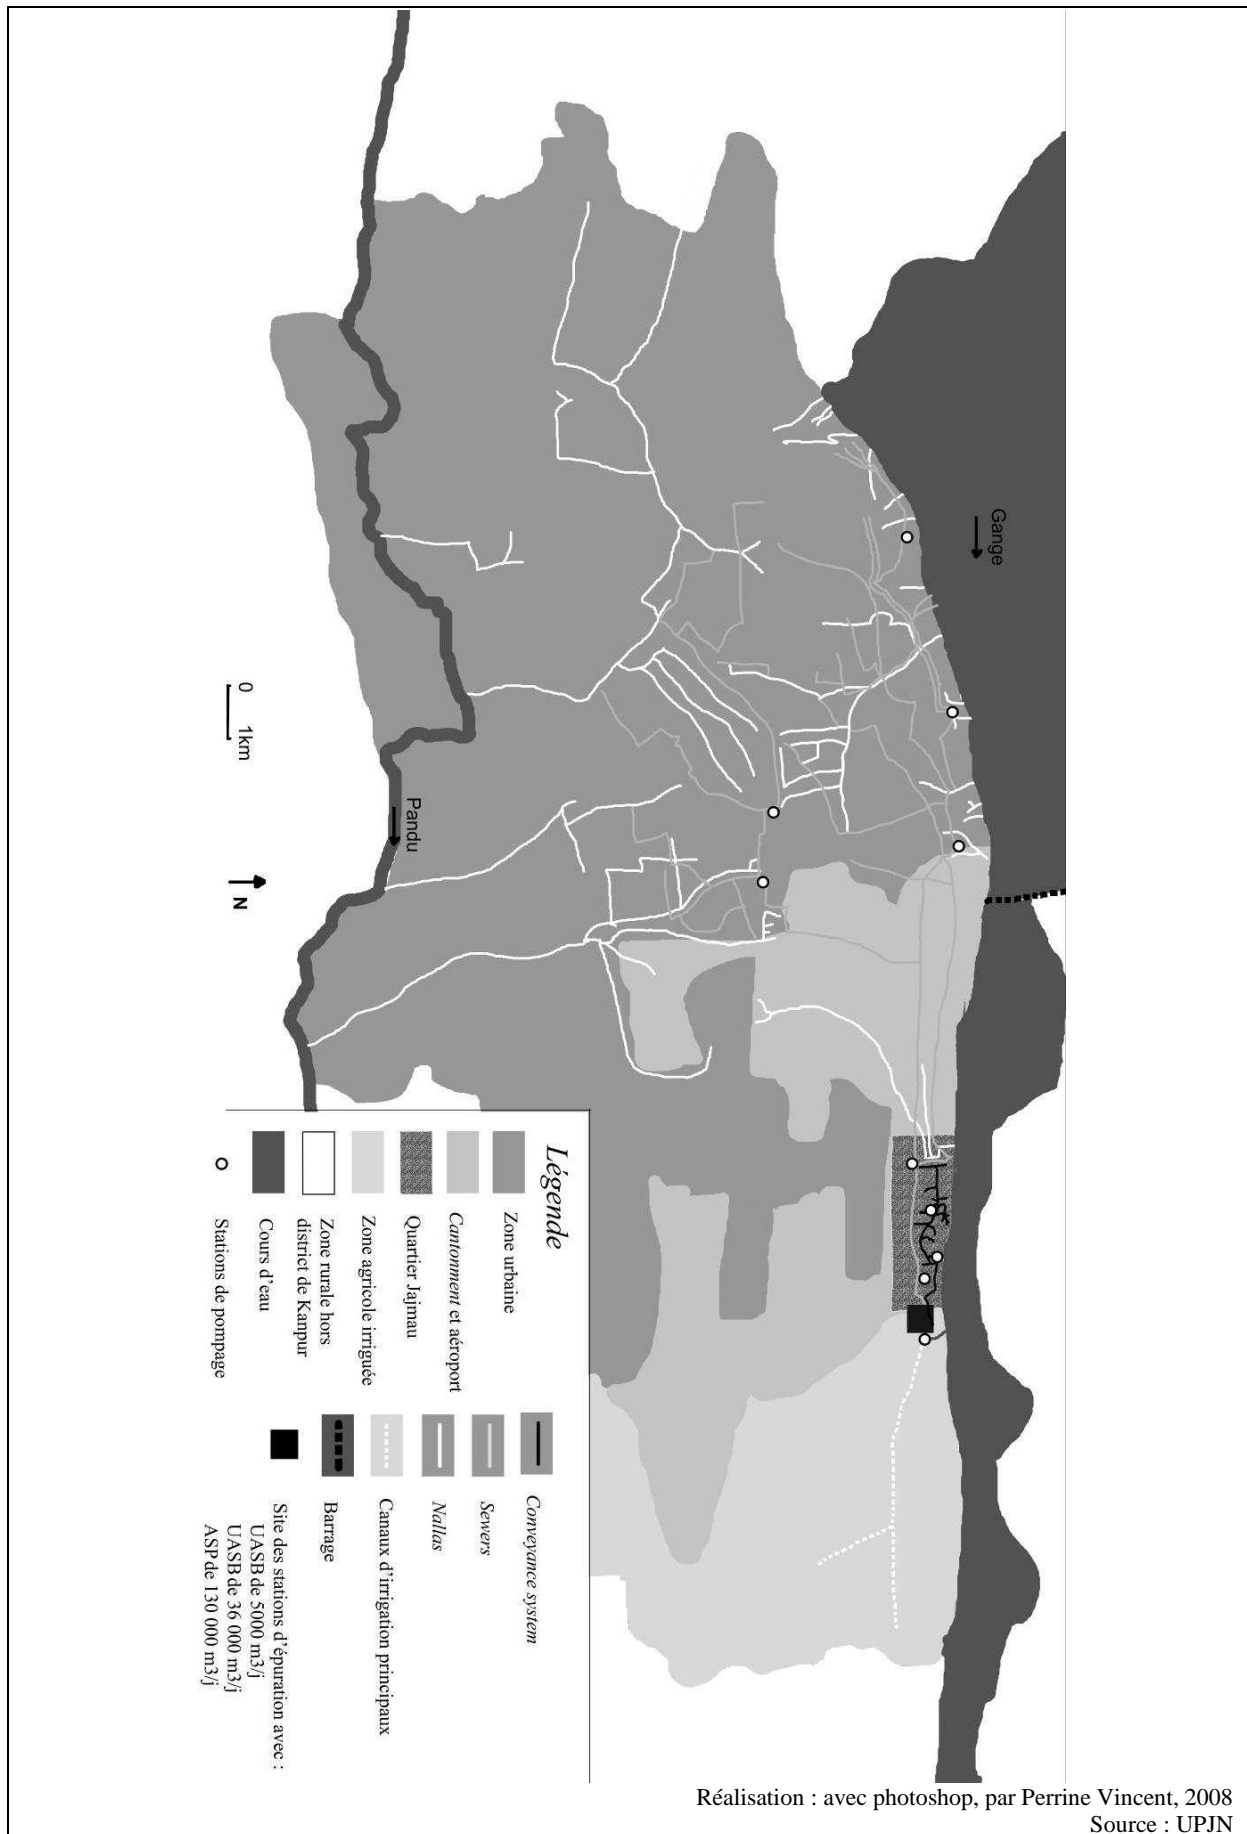 Gange
Pandu
0 1km
N
Légende
Zone urbaine
Cantonment et aéroport
Quartier Jajmau
Zone agricole irriguée
Zone rurale hors
district de Kanpur
Cours d'eau
Stations de pompage
Conveyance system
Sewers
Nallas
Canaux d'irrigation principaux
Barrage
Site des stations d'épuration avec :
UASB de 5000 m3/j
UASB de 36 000 m3/j
ASP de 130 000 m3/j
Réalisation : avec photoshop, par Perrine Vincent, 2008
Source : UPJN